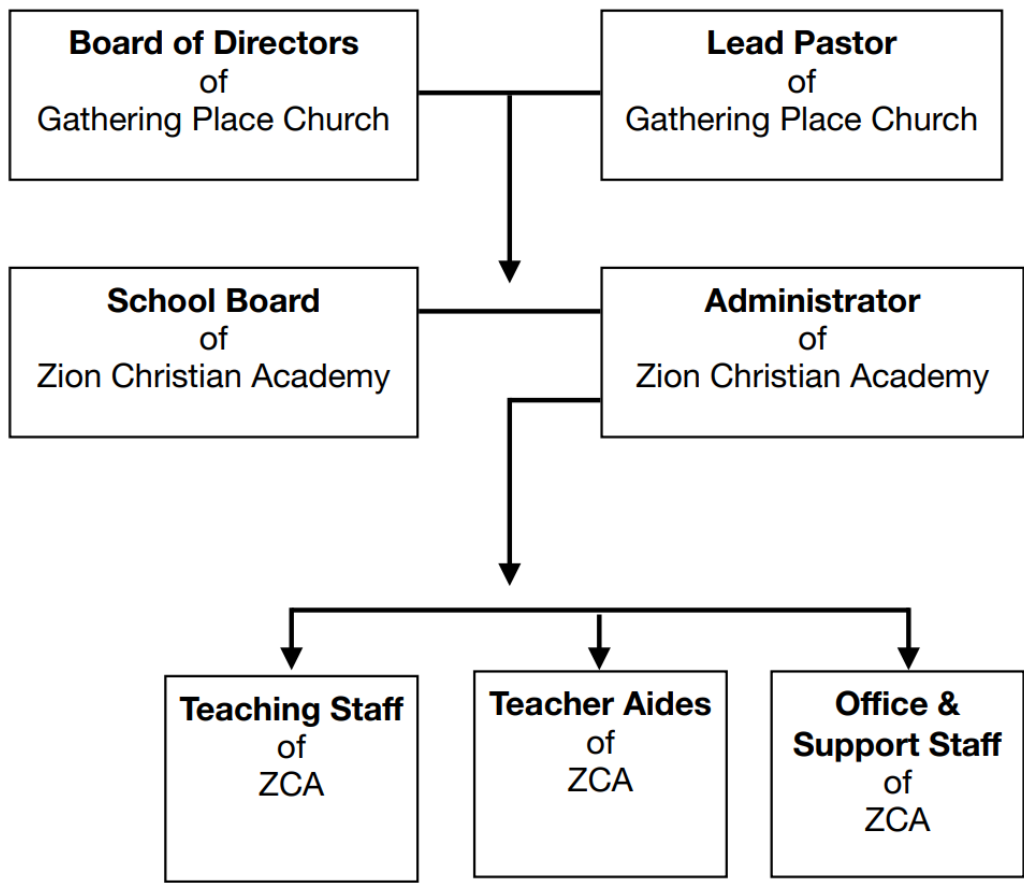 Board of Directors
of
Gathering Place Church
Lead Pastor
of
Gathering Place Church
School Board
of
Zion Christian Academy
Administrator
of
Zion Christian Academy
Teaching Staff
of
ZCA
Teacher Aides
of
ZCA
Office &
Support Staff
of
ZCA